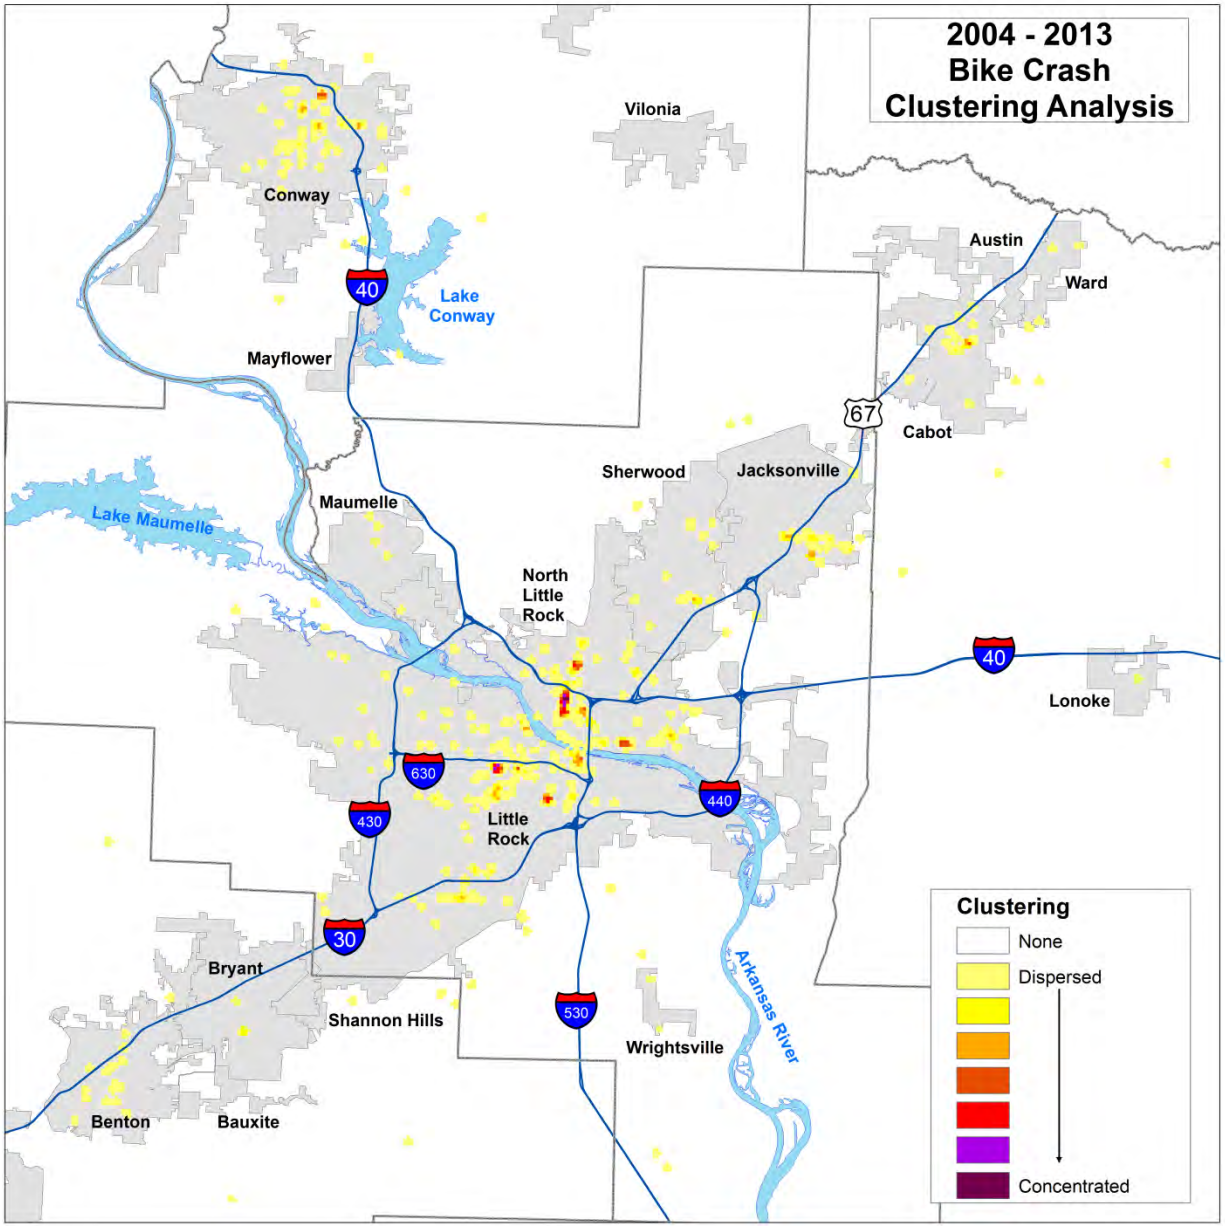 2004 - 2013
Bike Crash
Clustering Analysis
Vilonia
Conway
Austin
Ward
40
Lake
Conway
Mayflower
67
Cabot
Sherwood
Jacksonville
Maumelle
Lake Maumelle
North
Little
Rock
40
Lonoke
630
440
430
Little
Rock
30
Bryant
Shannon Hills
530
Arkansas River
Wrightsville
Benton
Bauxite
Clustering
None
Dispersed
Concentrated